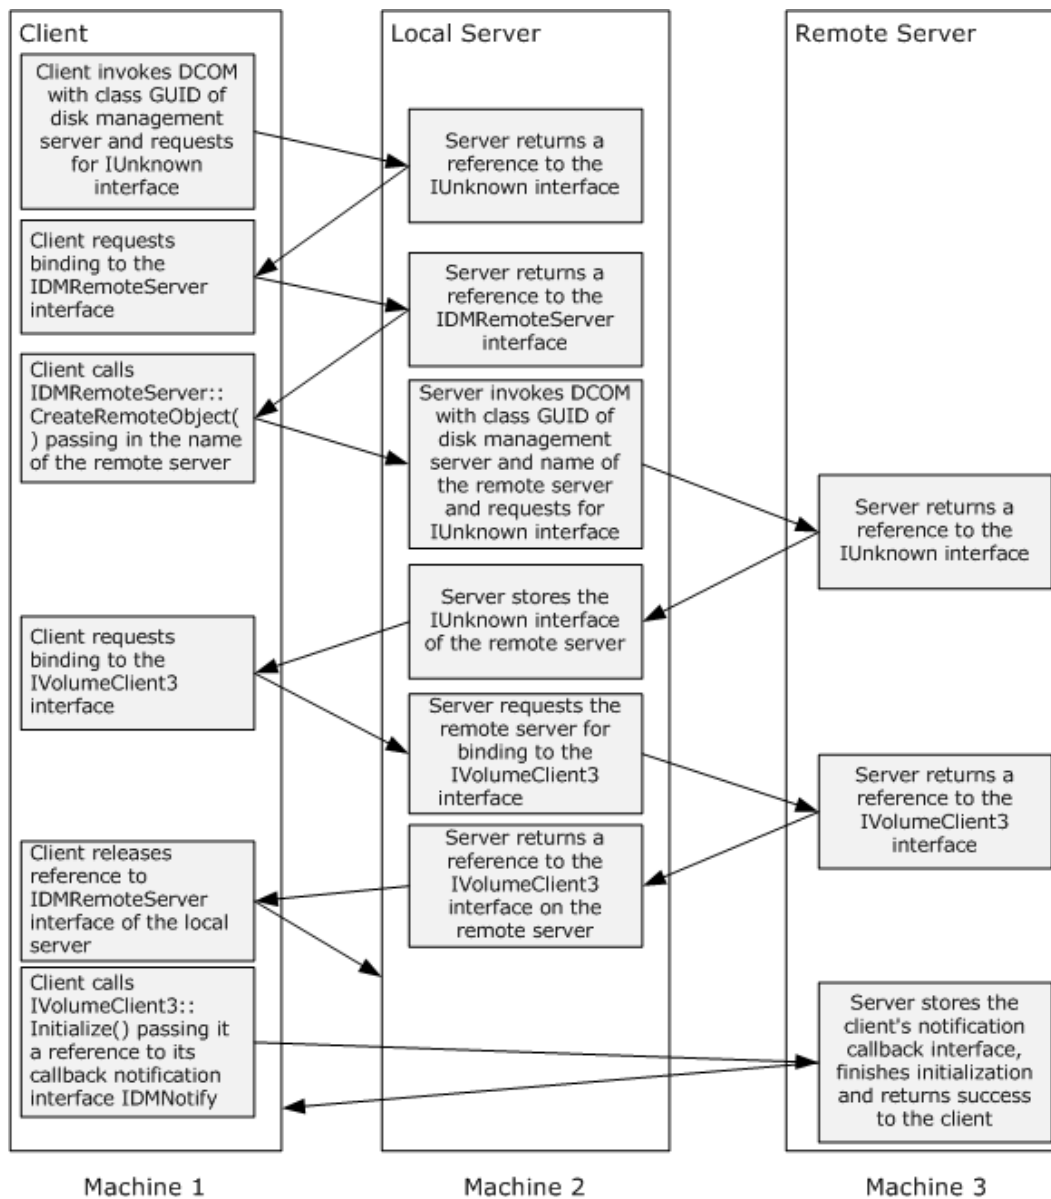 Client
Client invokes DCOM
with class GUID of
disk management
server and requests
for IUnknown
interface
Client requests
binding to the
IDMRemoteServer
interface
Client calls
IDMRemoteServer::
CreateRemoteObject(
) passing in the name
of the remote server
Client requests
binding to the
IVolumeClient3
interface
Client releases
reference to
IDMRemoteServer
interface of the local
server
Client calls
IVolumeClient3::
Initialize() passing it
a reference to its
callback notification
interface IDMNotify
Machine 1
Local Server
Server returns a
reference to the
IUnknown interface
Server returns a
reference to the
IDMRemoteServer
interface
Server invokes DCOM
with class GUID of
disk management
server and name of
the remote server
and requests for
IUnknown interface
Server stores the
IUnknown interface
of the remote server
Server requests the
remote server for
binding to the
IVolumeClient3
interface
Server returns a
reference to the
IVolumeClient3
interface on the
remote server
Machine 2
Remote Server
Server returns a
reference to the
IUnknown interface
Server returns a
reference to the
IVolumeClient3
interface
Server stores the
client's notification
callback interface,
finishes initialization
and returns success
to the client
Machine 3